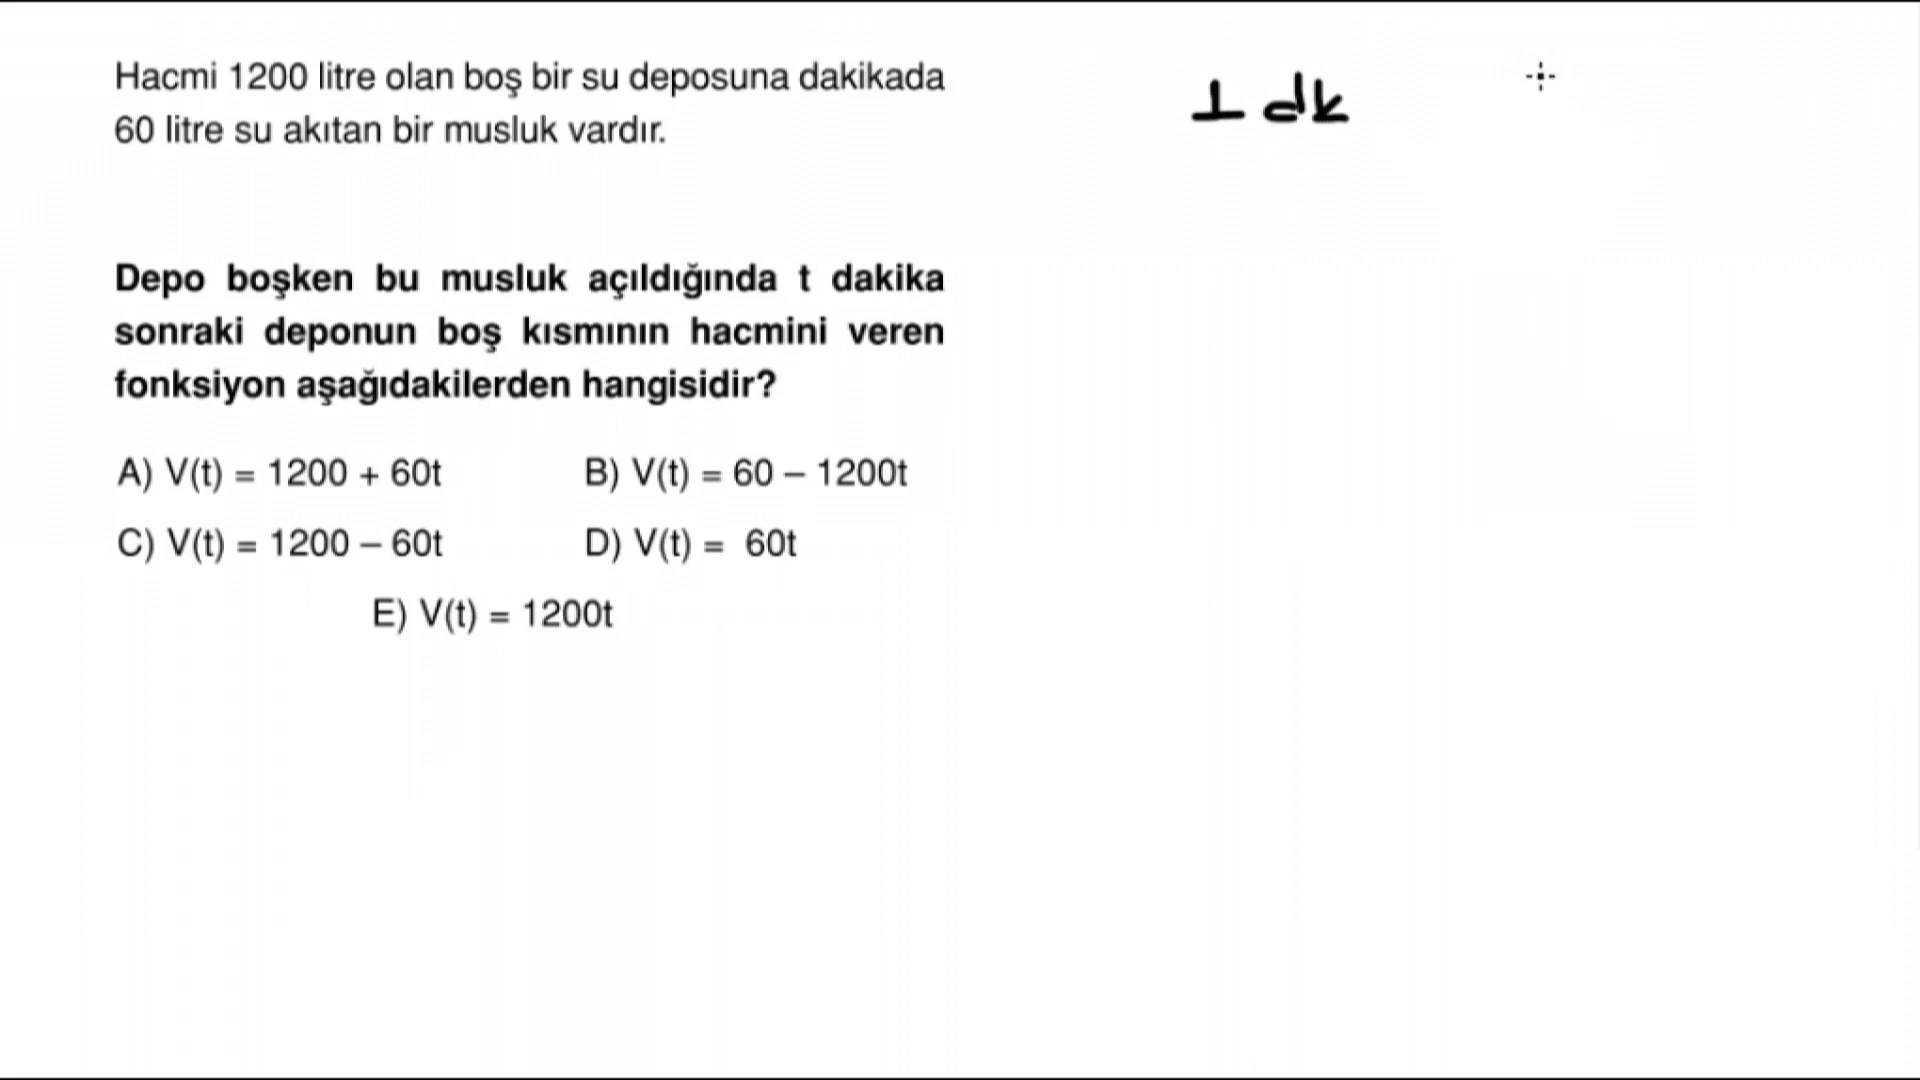 Hacmi 1200 litre olan boş bir su deposuna dakikada
60 litre su akıtan bir musluk vardır.
1 dk
Depo boşken bu musluk açıldığında t dakika
sonraki deponun boş kısmının hacmini veren
fonksiyon aşağıdakilerden hangisidir?
A) V(t) = 1200 + 60t
B) V(t) = 60 – 1200t
C) V(t) = 1200 – 60t
D) V(t) = 60t
E) V(t) = 1200t